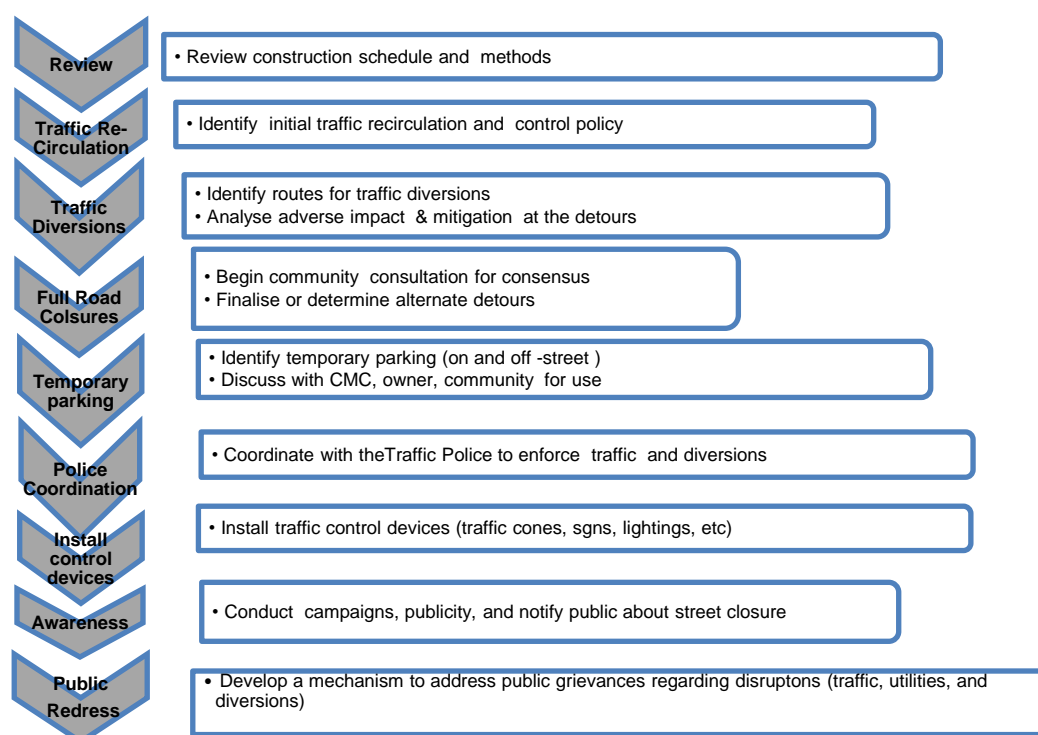 Review
• Review construction schedule and methods
Traffic Re-
Circulation
• Identify initial traffic recirculation and control policy
Traffic
Diversions
• Identify routes for traffic diversions
• Analyse adverse impact & mitigation at the detours
Full Road
Colsures
• Begin community consultation for consensus
• Finalise or determine alternate detours
Temporary
parking
• Identify temporary parking (on and off -street )
• Discuss with CMC, owner, community for use
Police
Coordination
• Coordinate with theTraffic Police to enforce traffic and diversions
Install
control
devices
• Install traffic control devices (traffic cones, sgns, lightings, etc)
Awareness
• Conduct campaigns, publicity, and notify public about street closure
Public
Redress
• Develop a mechanism to address public grievances regarding disruptons (traffic, utilities, and
diversions)